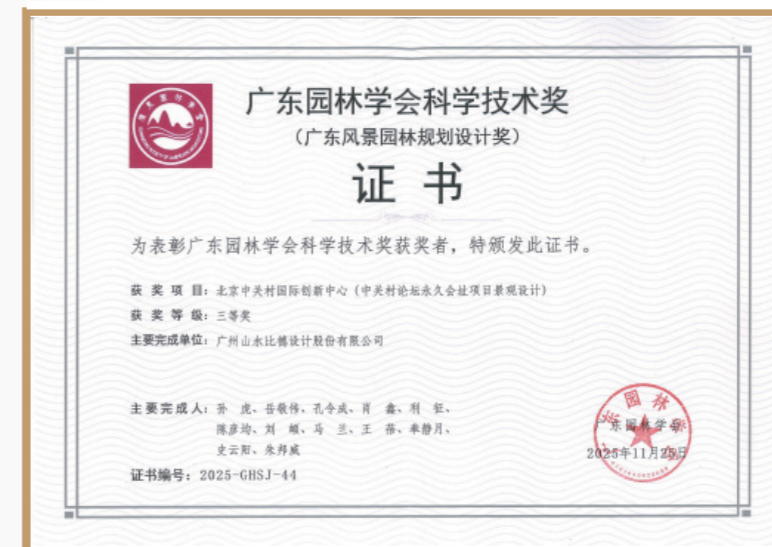 广东园林学会科学技术奖
（广东风景园林规划设计奖）
证 书
为表彰广东园林学会科学技术奖获奖者，特颁发此证书。
获 奖 项 目：北京中关村国际创新中心（中关村论坛永久会址项目景观设计）
获 奖 等 级：三等奖
主要完成单位：广州山水比德设计股份有限公司
主要完成人：孙 虎、岳敬伟、孔令成、肖 鑫、利 征、
陈彦均、刘 、马 兰、王 蓓、单静月、
史云阳、朱邦威
广东园林学会
2025年11月25日
证书编号：2025-GHSJ-44